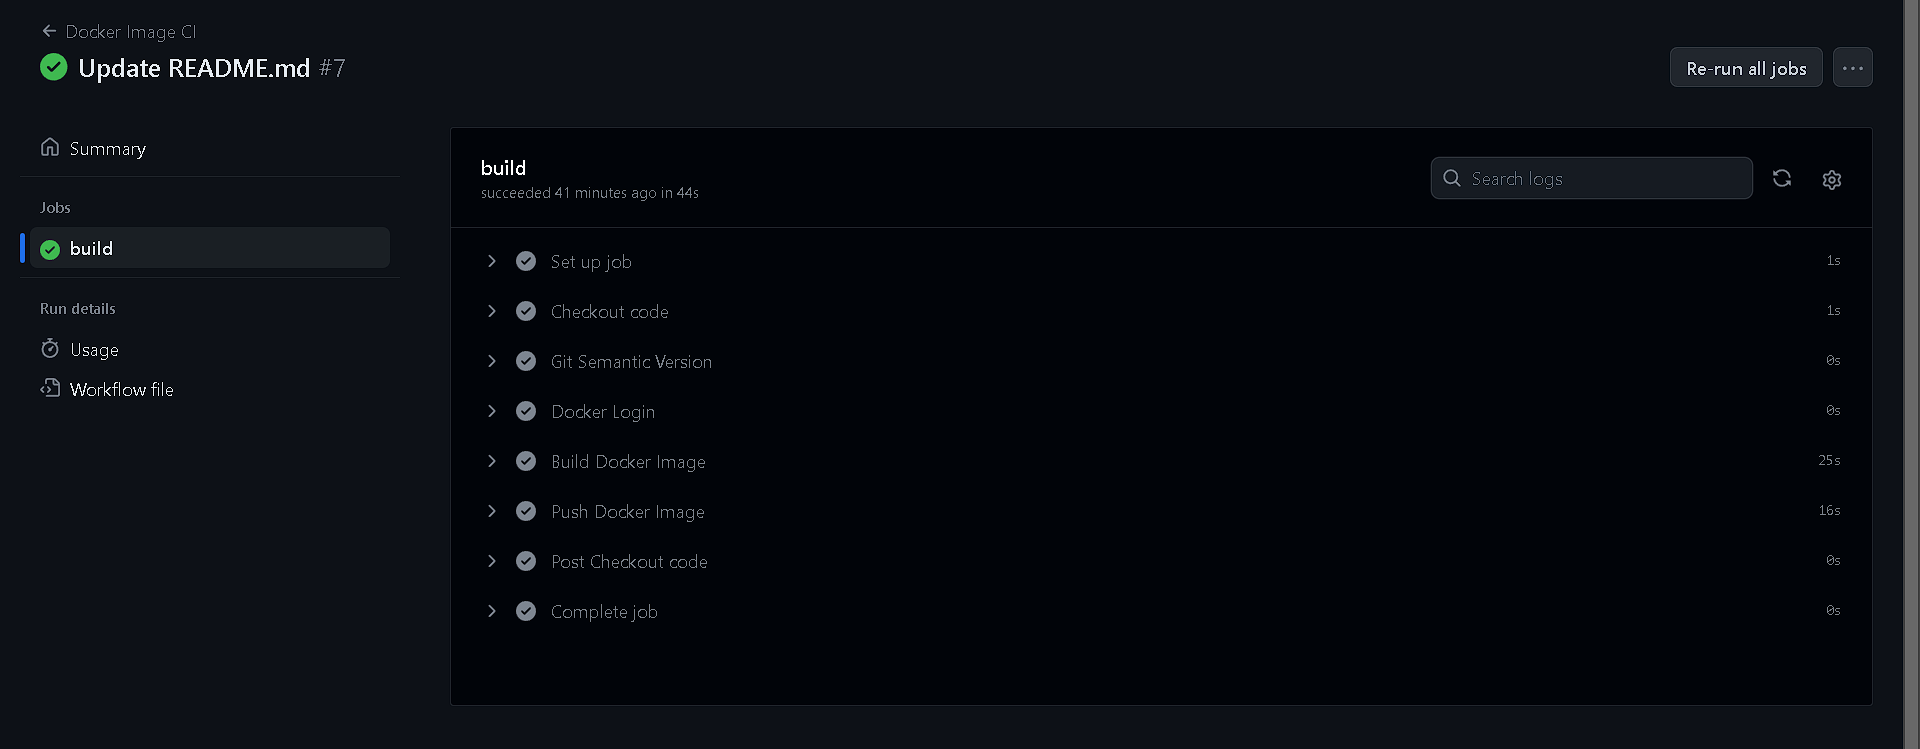 Docker Image CI
Update README.md #7
Re-run all jobs
Summary
Jobs
build
Run details
Usage
Workflow file
build
succeeded 41 minutes ago in 44s
Search logs
Set up job 1s
Checkout code 1s
Git Semantic Version 0s
Docker Login 0s
Build Docker Image 25s
Push Docker Image 16s
Post Checkout code 0s
Complete job 0s